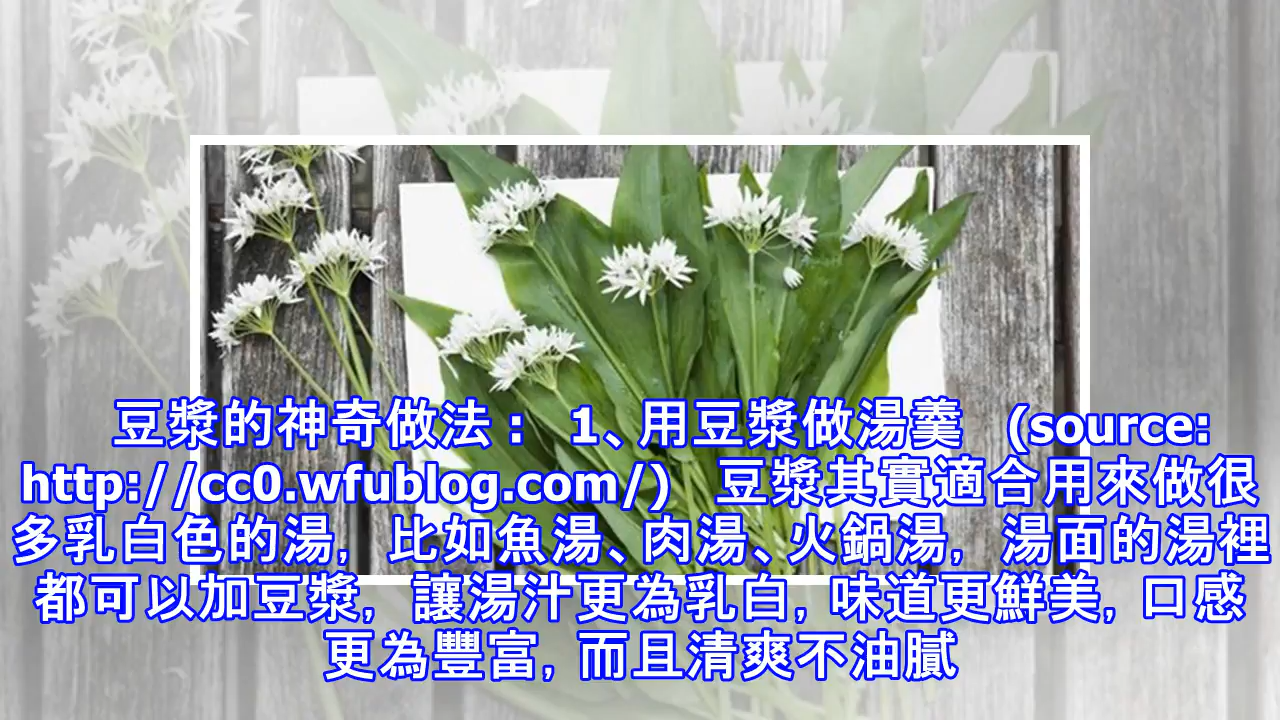 豆漿的神奇做法： 1、用豆漿做湯羹 (source:
http://cc0.wfublog.com/) 豆漿其實適合用來做很
多乳白色的湯, 比如魚湯、肉湯、火鍋湯, 湯面的湯裡
都可以加豆漿, 讓湯汁更為乳白, 味道更鮮美, 口感
更為豐富, 而且清爽不油膩